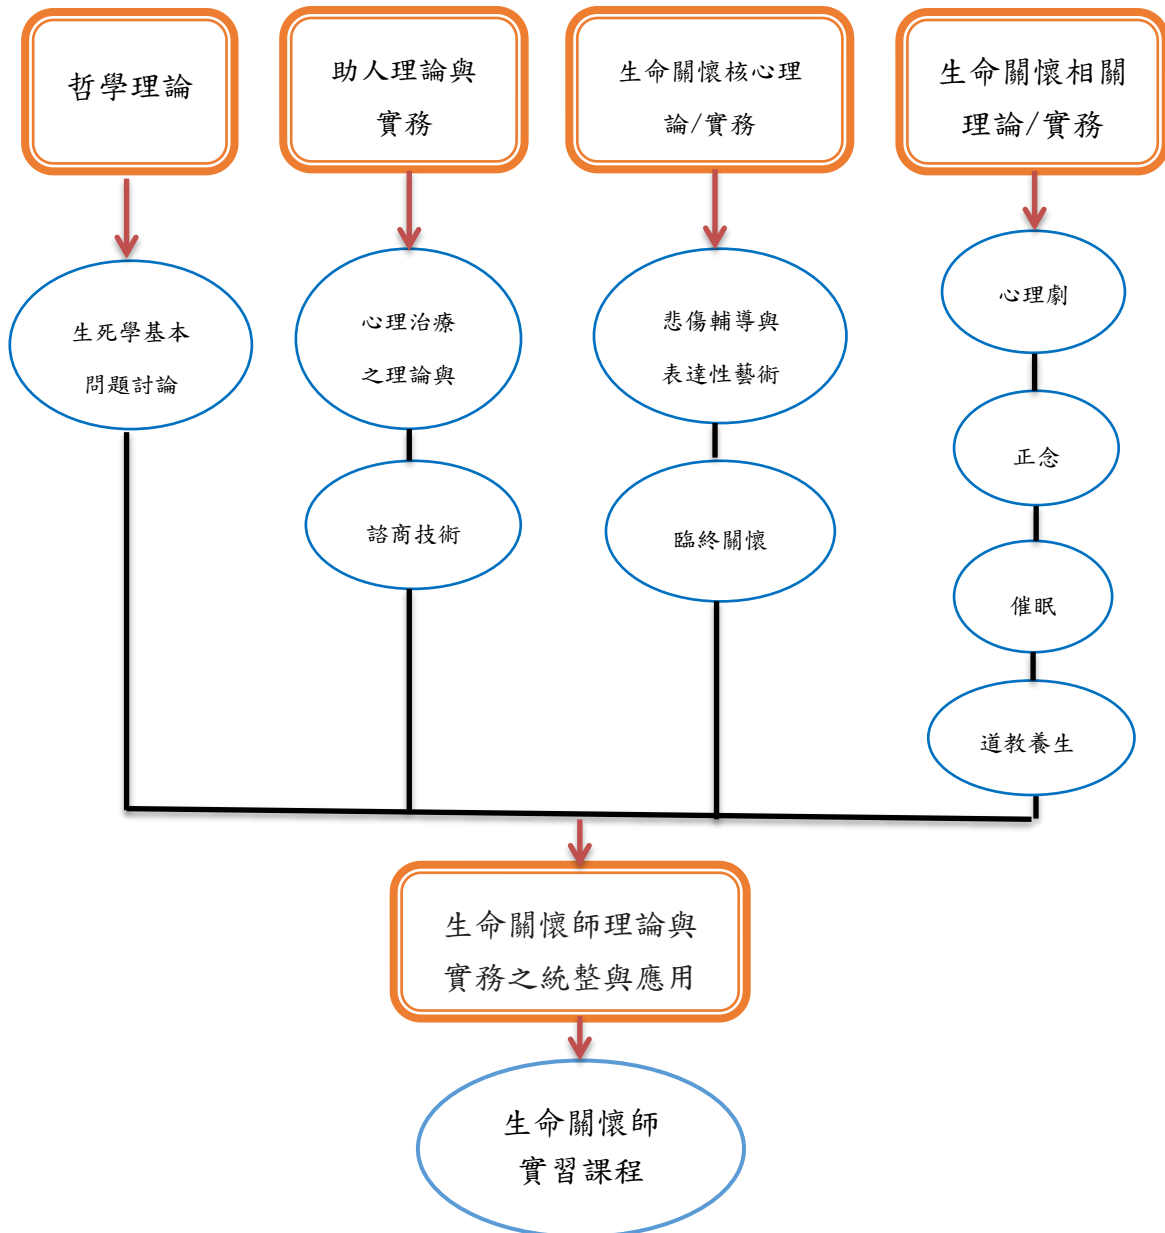 哲學理論
助人理論與
實務
生命關懷核心理
論/實務
生命關懷相關
理論/實務
生死學基本
問題討論
心理治療
之理論與
諮商技術
悲傷輔導與
表達性藝術
臨終關懷
心理劇
正念
催眠
道教養生
生命關懷師理論與
實務之統整與應用
生命關懷師
實習課程